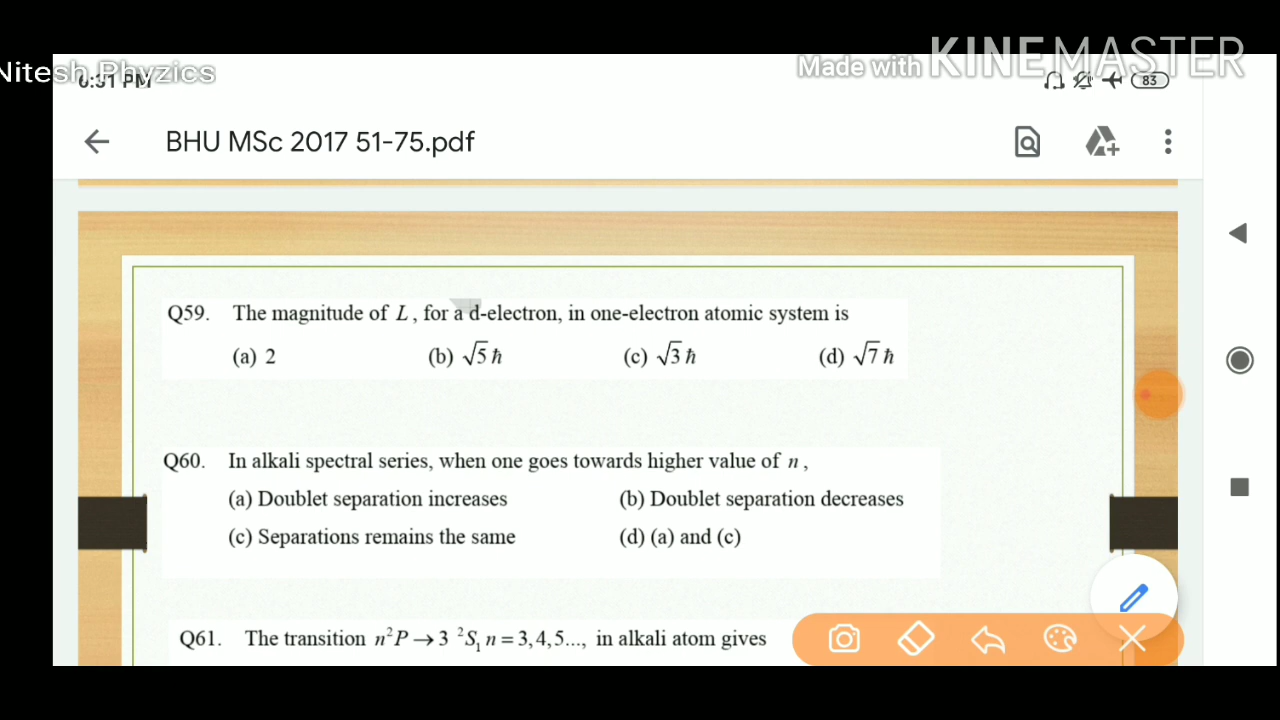 Nitesh Phyzics
Made with KINEMASTER
6:31 PM
83
BHU MSc 2017 51-75.pdf
Q59. The magnitude of L, for a d-electron, in one-electron atomic system is
(a) 2 (b) √5 ℏ (c) √3 ℏ (d) √7 ℏ
Q60. In alkali spectral series, when one goes towards higher value of n,
(a) Doublet separation increases (b) Doublet separation decreases
(c) Separations remains the same (d) (a) and (c)
Q61. The transition n²P → 3 ²S₁ n = 3, 4, 5..., in alkali atom gives